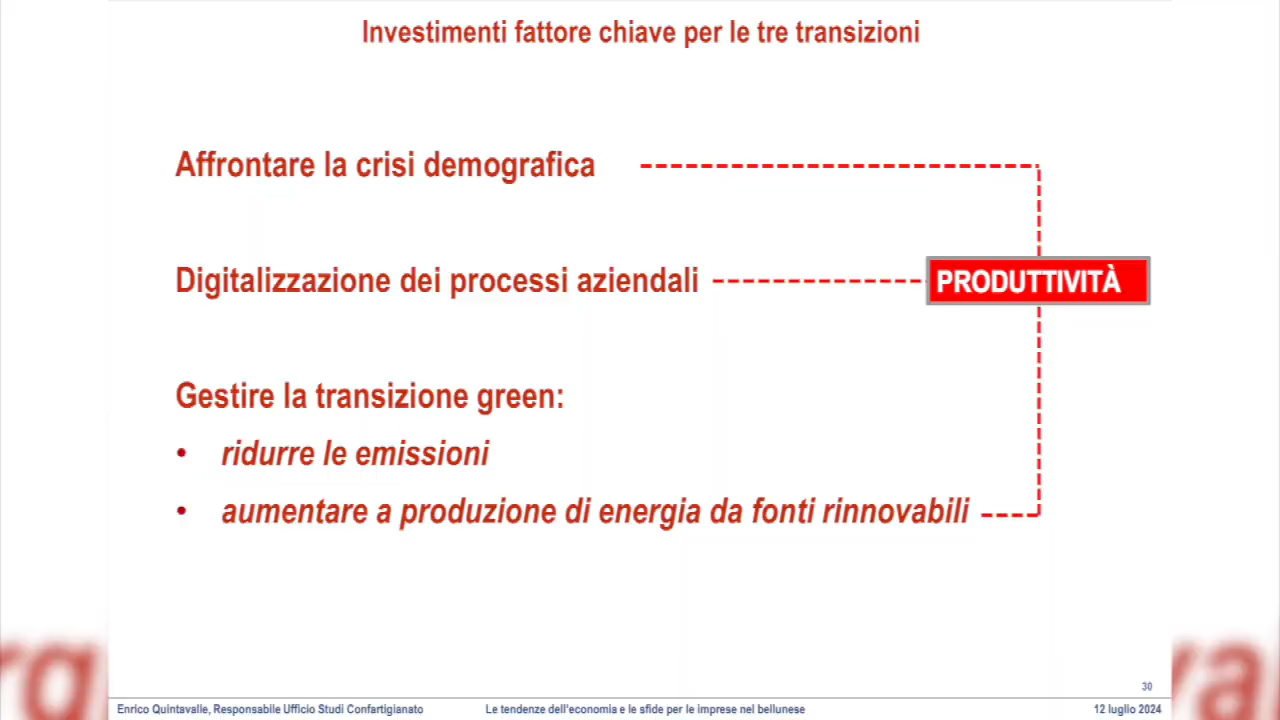 Investimenti fattore chiave per le tre transizioni
Affrontare la crisi demografica
Digitalizzazione dei processi aziendali
PRODUTTIVITÀ
Gestire la transizione green:
• ridurre le emissioni
• aumentare a produzione di energia da fonti rinnovabili
30
Enrico Quintavalle, Responsabile Ufficio Studi Confartigianato
Le tendenze dell'economia e le sfide per le imprese nel bellunese
12 luglio 2024